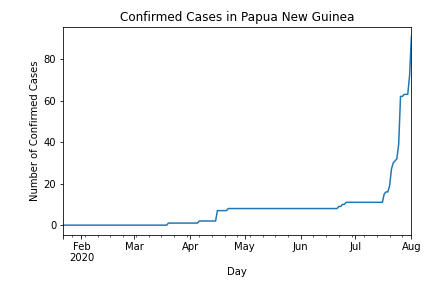 Confirmed Cases in Papua New Guinea
Number of Confirmed Cases
80
60
40
20
0
Feb Mar Apr May Jun Jul Aug
2020
Day